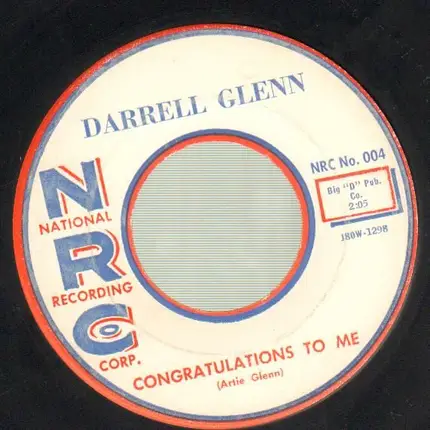 DARRELL GLENN
NRC No. 004
Big "D" Pub.
Co.
2:05
J80W-1298
N
NATIONAL
R
RECORDING
Co
CORP.
CONGRATULATIONS TO ME
(Artie Glenn)